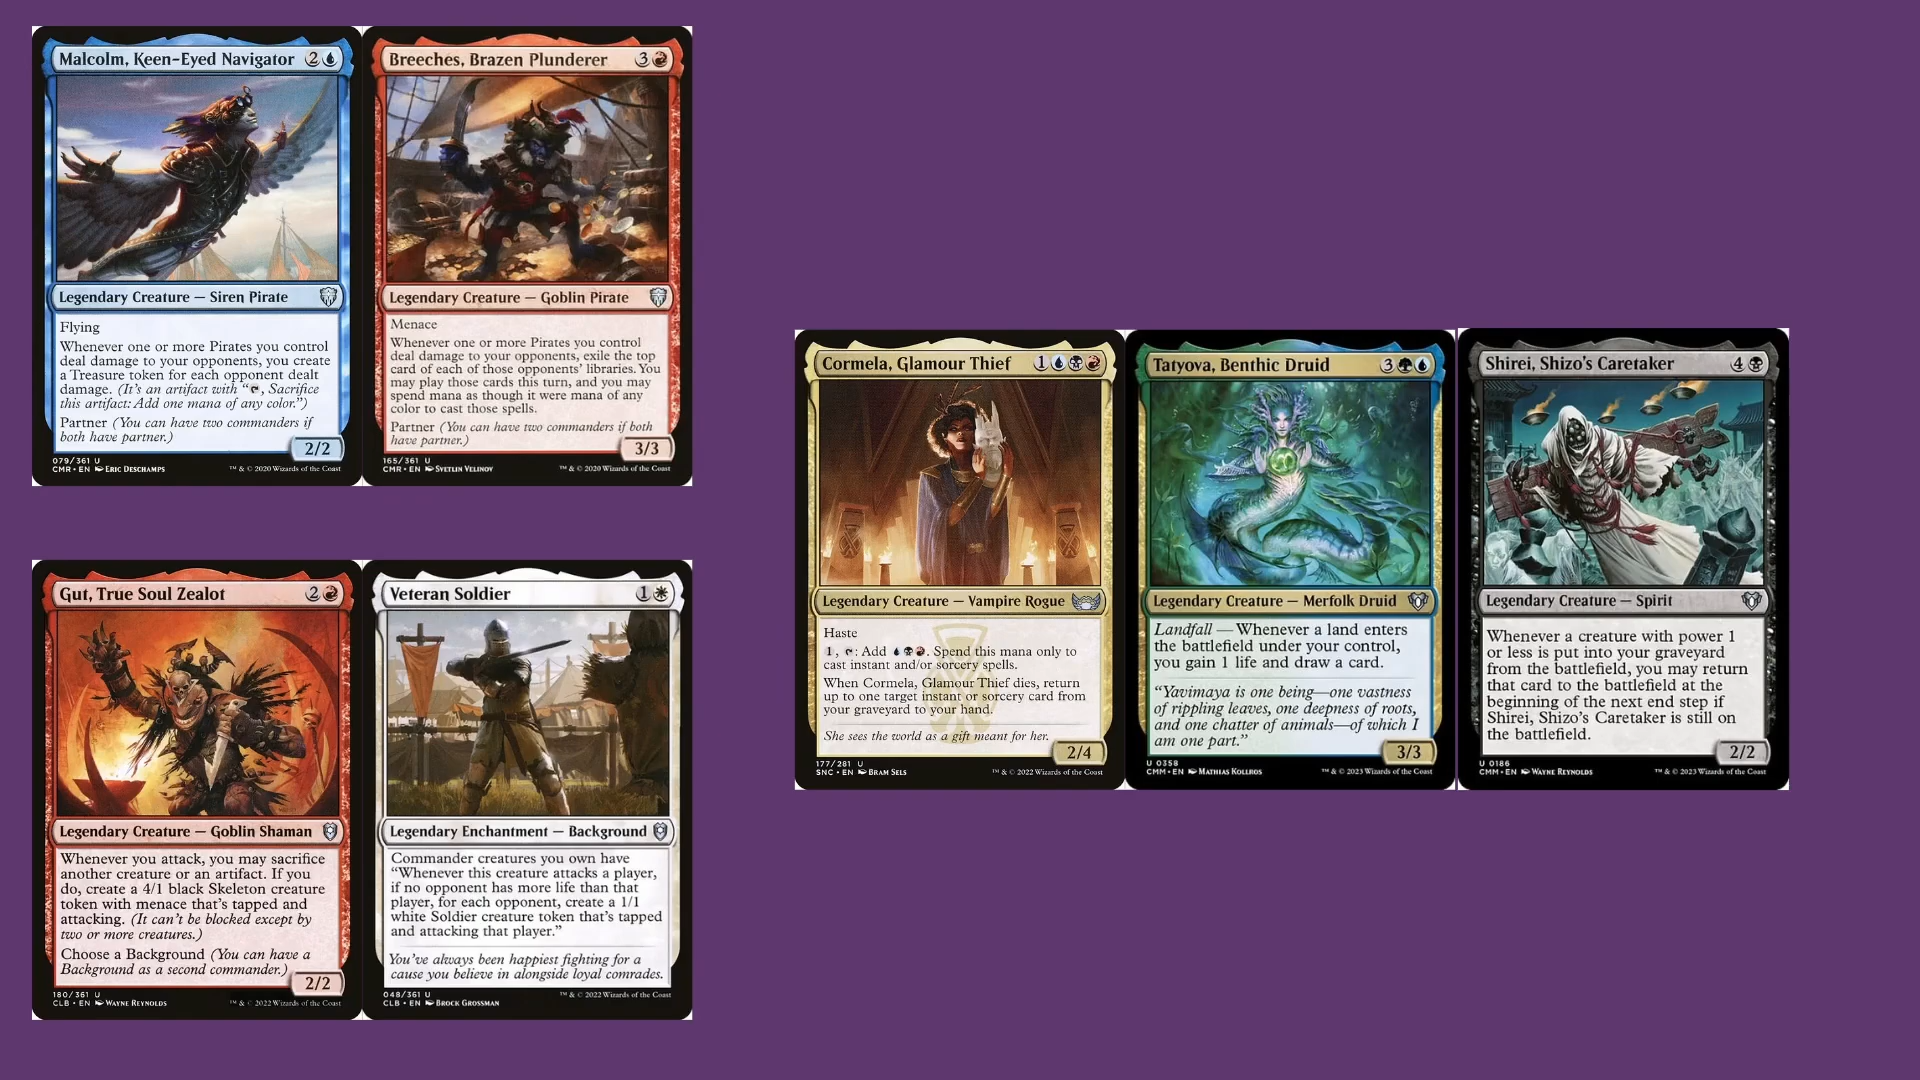 Malcolm, Keen-Eyed Navigator 2
Legendary Creature — Siren Pirate
Flying
Whenever one or more Pirates you control
deal damage to your opponents, you create
a Treasure token for each opponent dealt
damage. (It's an artifact with “, Sacrifice
this artifact: Add one mana of any color.”)
Partner (You can have two commanders if
both have partner.)
2/2
079/361 U
CMR • EN Eric Deschamps
™ & © 2020 Wizards of the Coast
Breeches, Brazen Plunderer 3
Legendary Creature — Goblin Pirate
Menace
Whenever one or more Pirates you control
deal damage to your opponents, exile the top
card of each of those opponents' libraries. You
may play those cards this turn, and you may
spend mana as though it were mana of any
color to cast those spells.
Partner (You can have two commanders if both
have partner.)
3/3
165/361 U
CMR • EN Svetlin Velinov
™ & © 2020 Wizards of the Coast
Gut, True Soul Zealot 2
Legendary Creature — Goblin Shaman
Whenever you attack, you may sacrifice
another creature or an artifact. If you
do, create a 4/1 black Skeleton creature
token with menace that's tapped and
attacking. (It can't be blocked except by
two or more creatures.)
Choose a Background (You can have a
Background as a second commander.)
2/2
180/361 U
CLB • EN Wayne Reynolds
™ & © 2022 Wizards of the Coast
Veteran Soldier 1
Legendary Enchantment — Background
Commander creatures you own have
“Whenever this creature attacks a player,
if no opponent has more life than that
player, for each opponent, create a 1/1
white Soldier creature token that's tapped
and attacking that player.”
You've always been happiest fighting for a
cause you believe in alongside loyal comrades.
048/361 U
CLB • EN Brock Grossman
™ & © 2022 Wizards of the Coast
Cormela, Glamour Thief 1
Legendary Creature — Vampire Rogue
Haste
1, : Add . Spend this mana only to
cast instant and/or sorcery spells.
When Cormela, Glamour Thief dies, return
up to one target instant or sorcery card from
your graveyard to your hand.
She sees the world as a gift meant for her.
2/4
177/281 U
SNC • EN Bram Sels
™ & © 2022 Wizards of the Coast
Tatyova, Benthic Druid 3
Legendary Creature — Merfolk Druid
Landfall — Whenever a land enters
the battlefield under your control,
you gain 1 life and draw a card.
“Yavimaya is one being—one vastness
of rippling leaves, one deepness of roots,
and one chatter of animals—of which I
am one part.”
3/3
U 0358
CMM • EN Mathias Kollros
™ & © 2023 Wizards of the Coast
Shirei, Shizo's Caretaker 4
Legendary Creature — Spirit
Whenever a creature with power 1
or less is put into your graveyard
from the battlefield, you may return
that card to the battlefield at the
beginning of the next end step if
Shirei, Shizo's Caretaker is still on
the battlefield.
2/2
U 0186
CMM • EN Wayne Reynolds
™ & © 2023 Wizards of the Coast